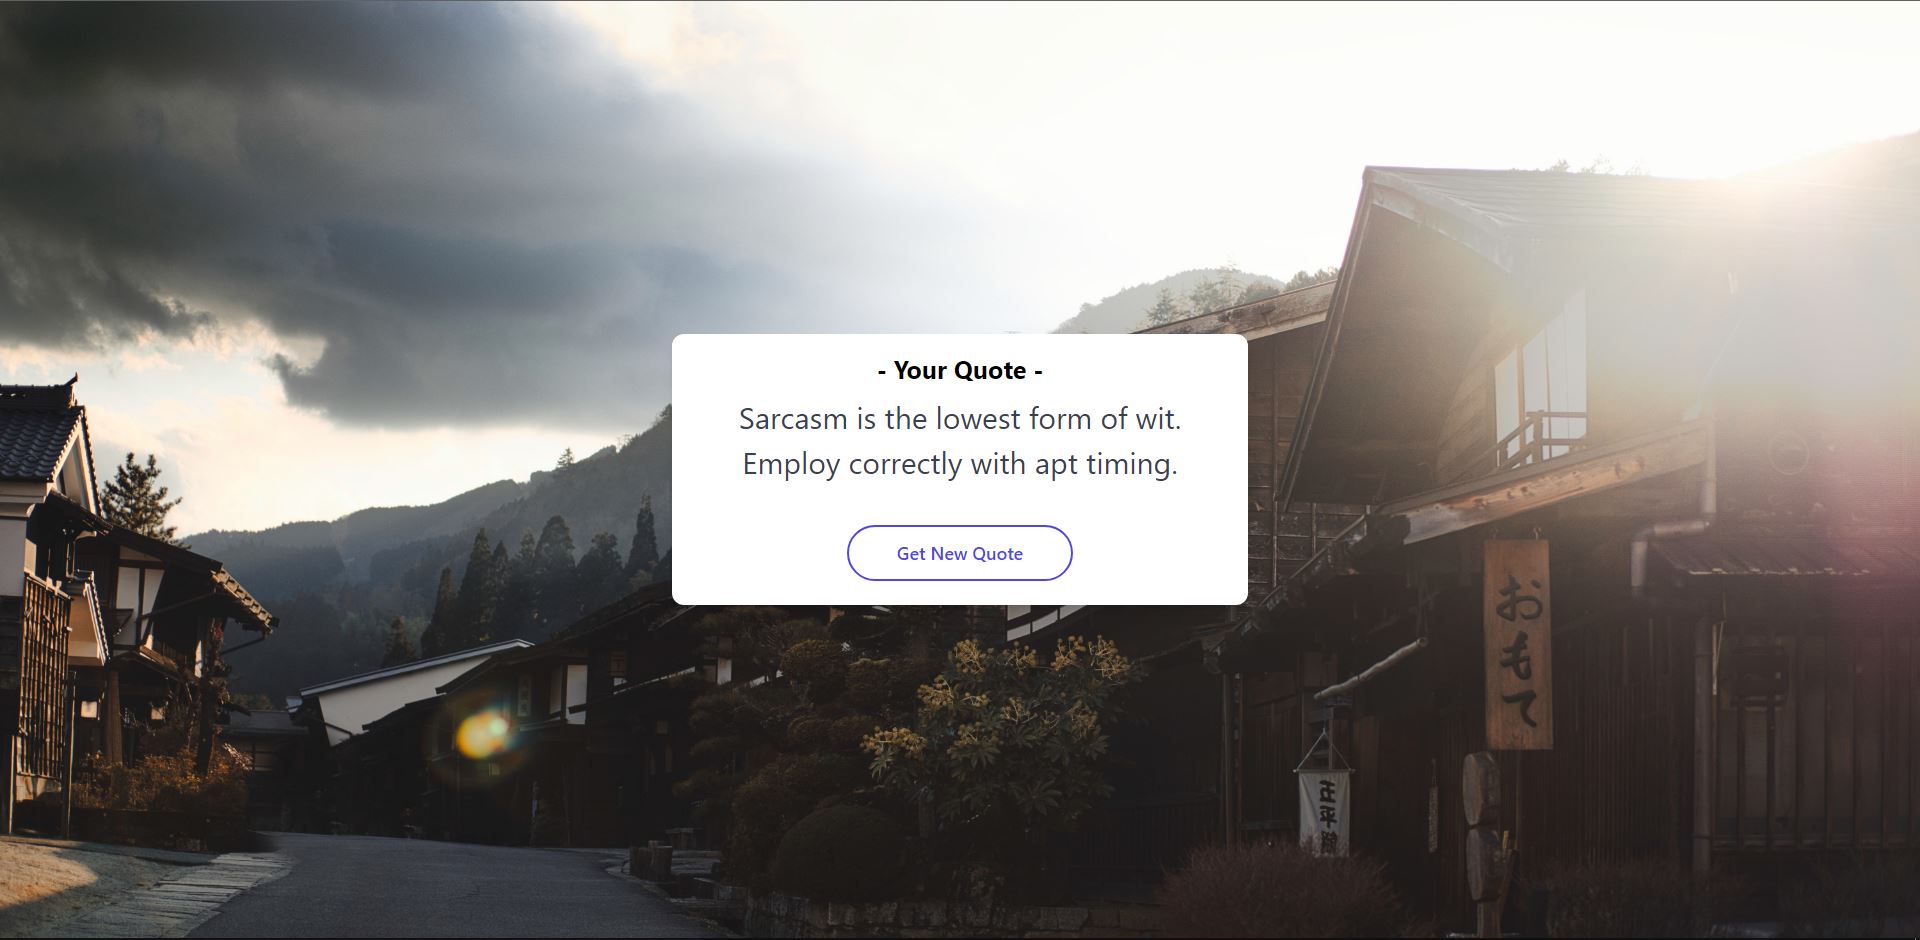 - Your Quote -
Sarcasm is the lowest form of wit.
Employ correctly with apt timing.
Get New Quote
おもて